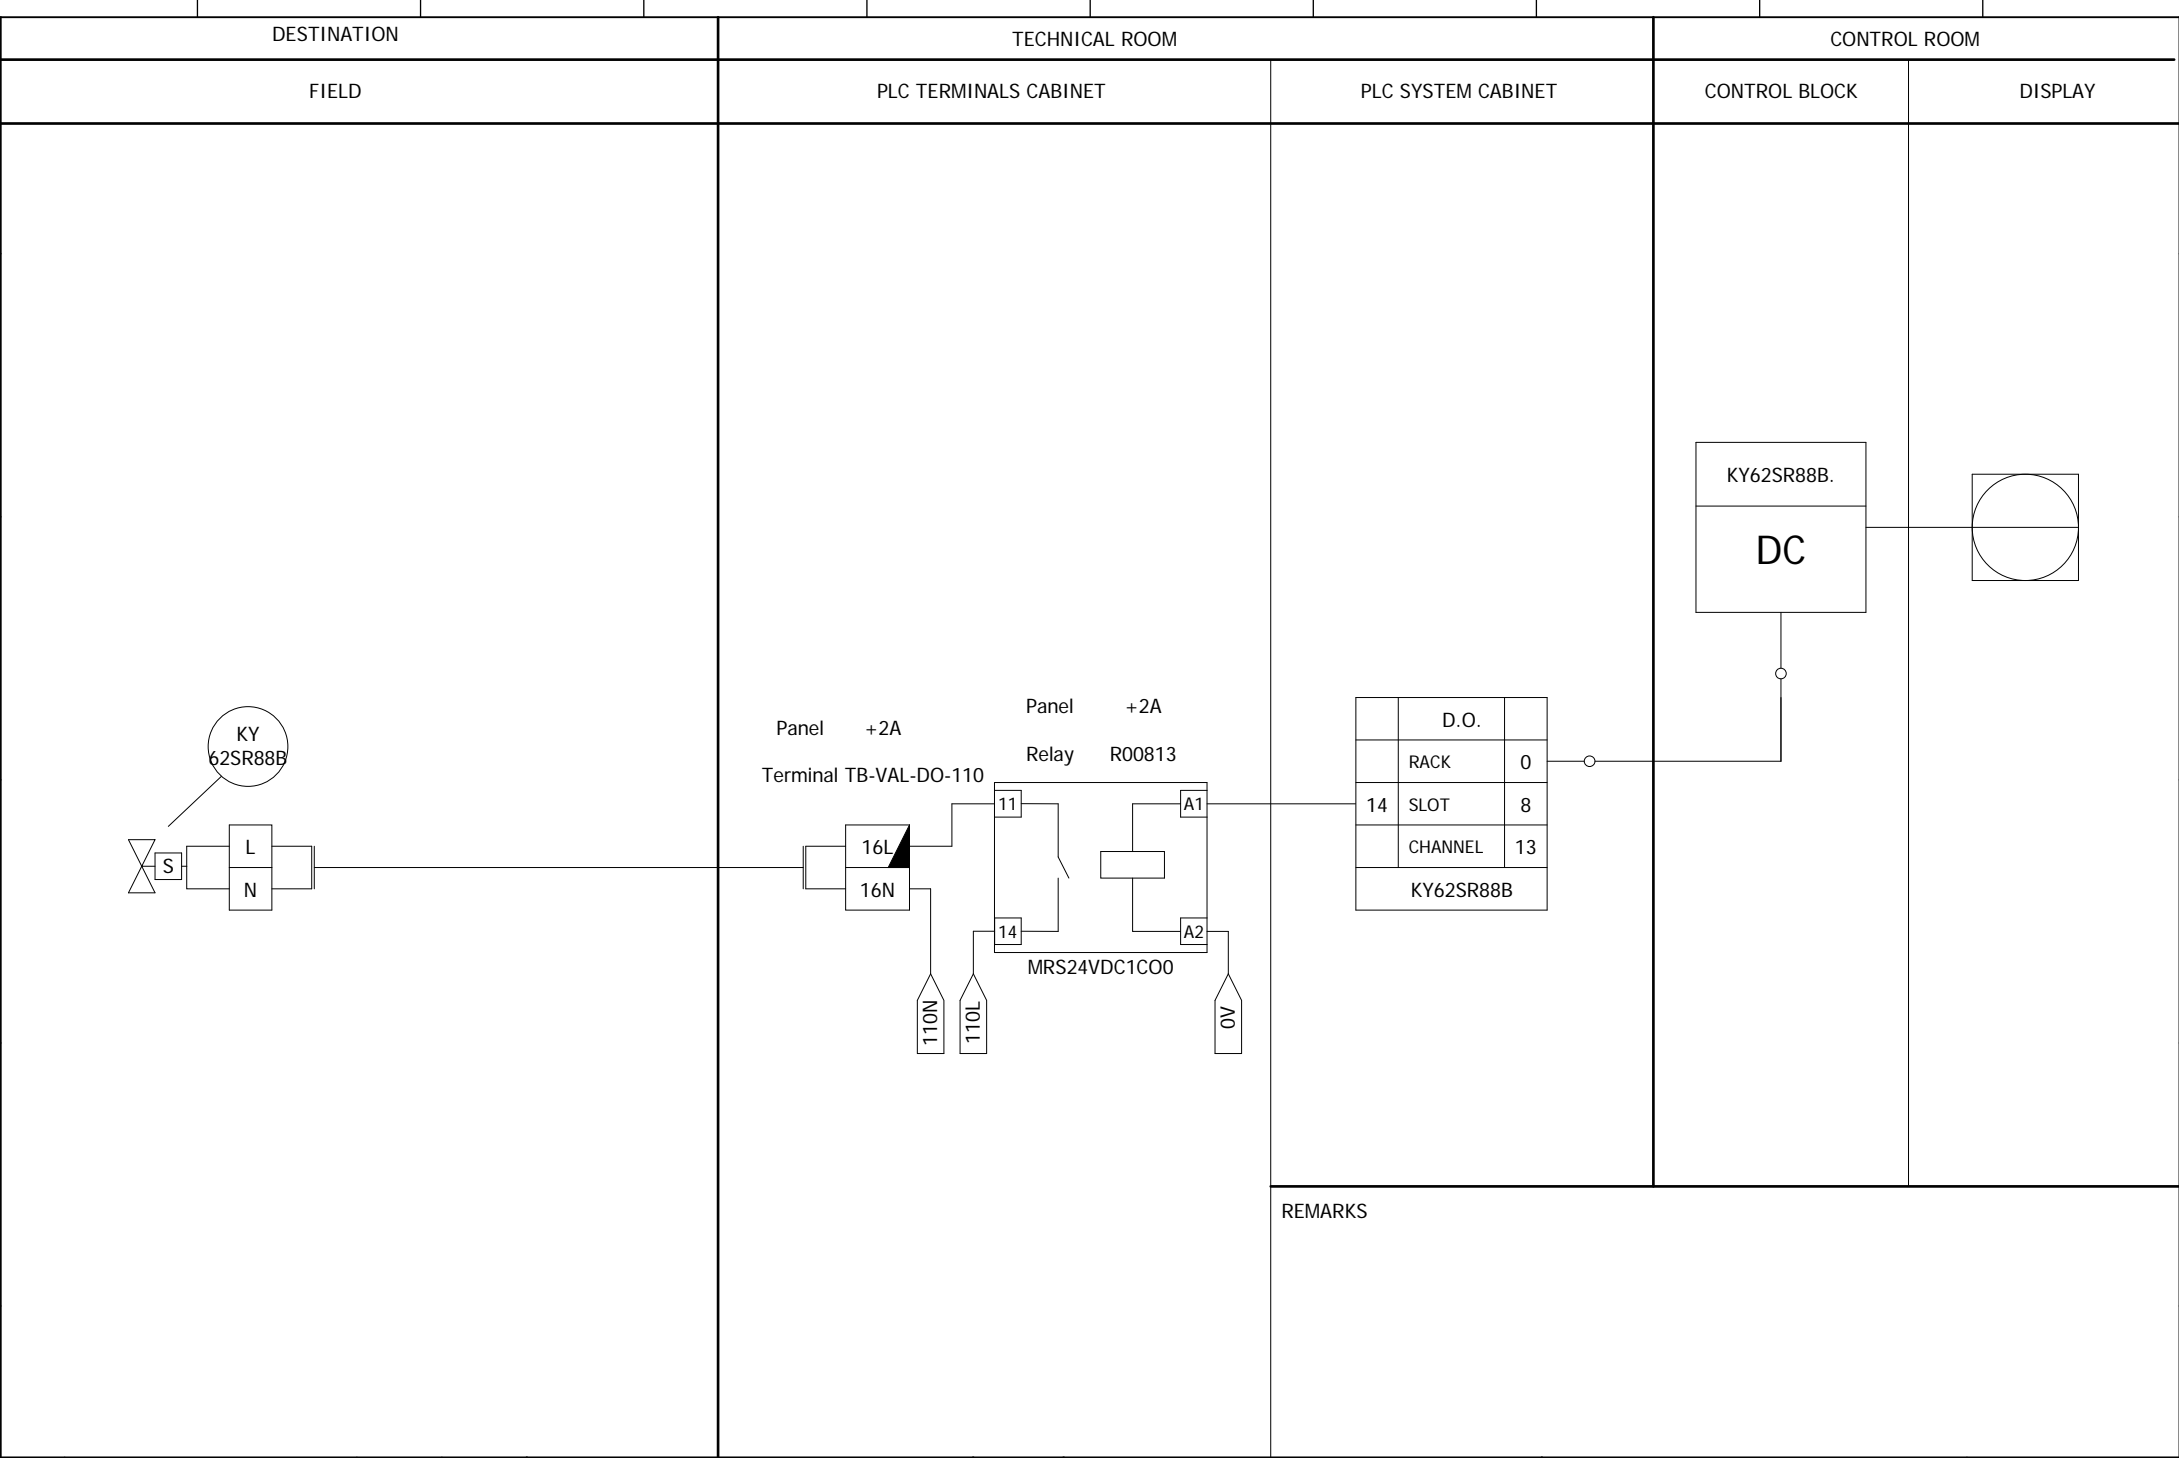 DESTINATION
TECHNICAL ROOM
CONTROL ROOM
FIELD
PLC TERMINALS CABINET
PLC SYSTEM CABINET
CONTROL BLOCK
DISPLAY
KY
62SR88B
S
L
N
Panel +2A
Terminal TB-VAL-DO-110
16L
16N
110N
110L
Panel +2A
Relay R00813
11
14
A1
A2
MRS24VDC1CO0
0V
D.O.
RACK 0
14 SLOT 8
CHANNEL 13
KY62SR88B
KY62SR88B.
DC
REMARKS